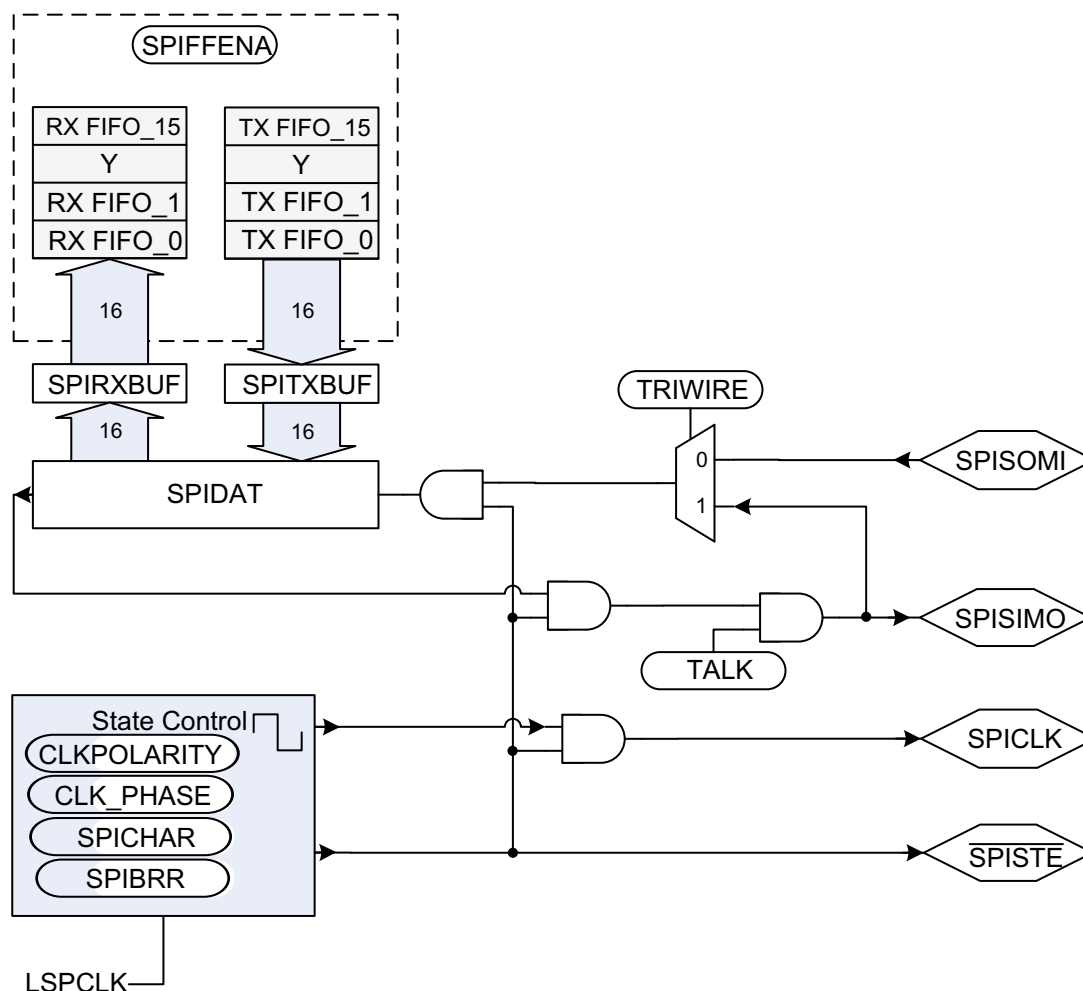 SPIFFENA
RX FIFO_15
TX FIFO_15
Y
Y
RX FIFO_1
TX FIFO_1
RX FIFO_0
TX FIFO_0
16
16
SPIRXBUF
SPITXBUF
TRIWIRE
16
16
0
SPISOMI
SPIDAT
1
SPISIMO
TALK
State Control
CLKPOLARITY
SPICLK
CLK_PHASE
SPICHAR
SPISTE
SPIBRR
LSPCLK